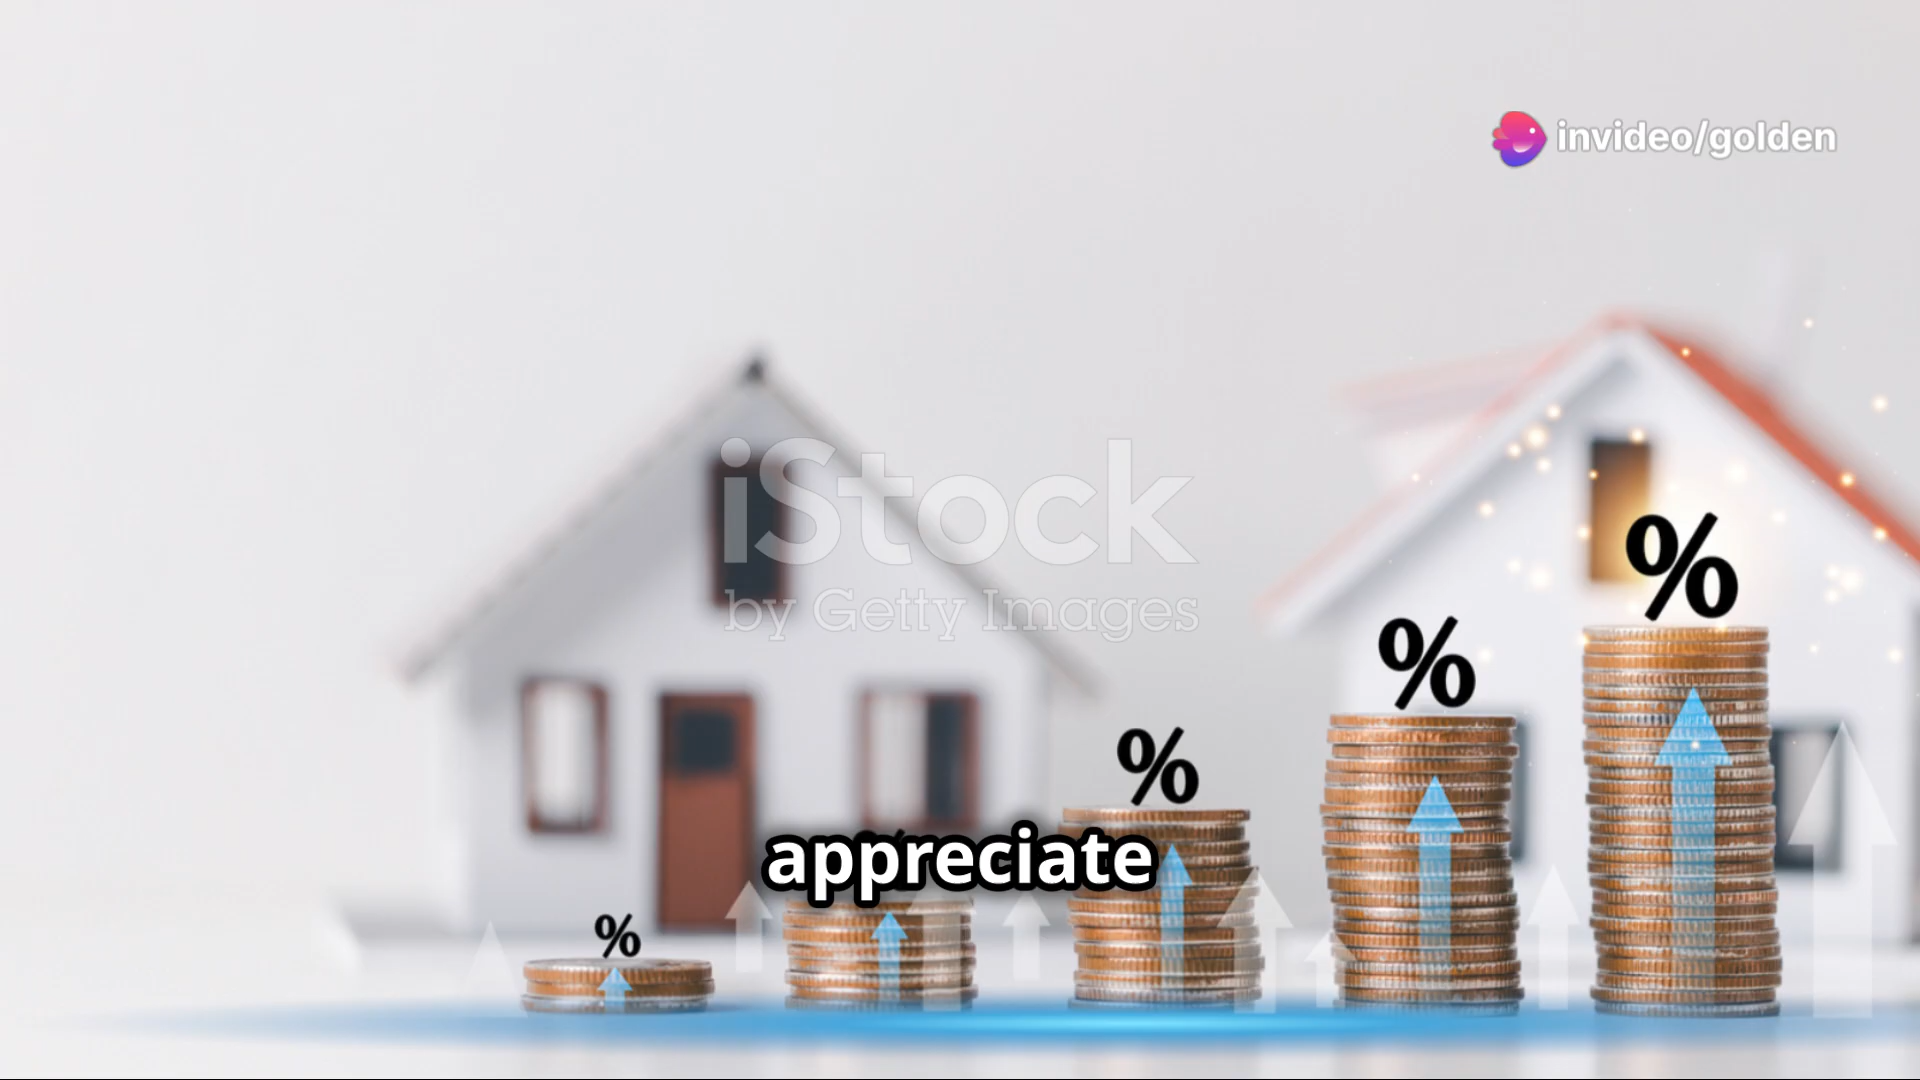 invideo/golden
iStock
by Getty Images
%
%
%
%
appreciate
%